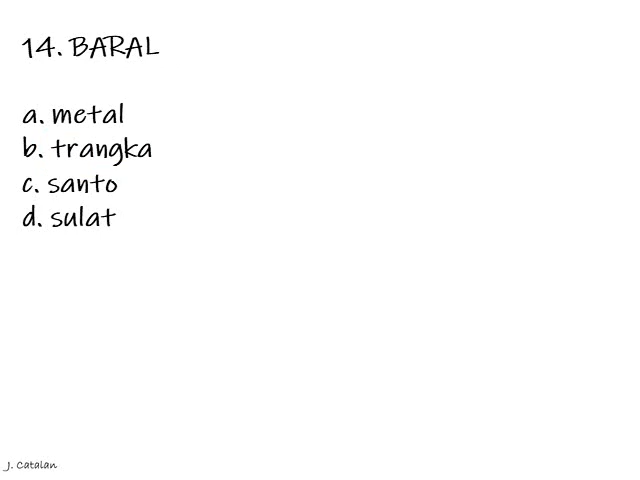 14. BARAL
a. metal
b. trangka
c. santo
d. sulat
J. Catalan